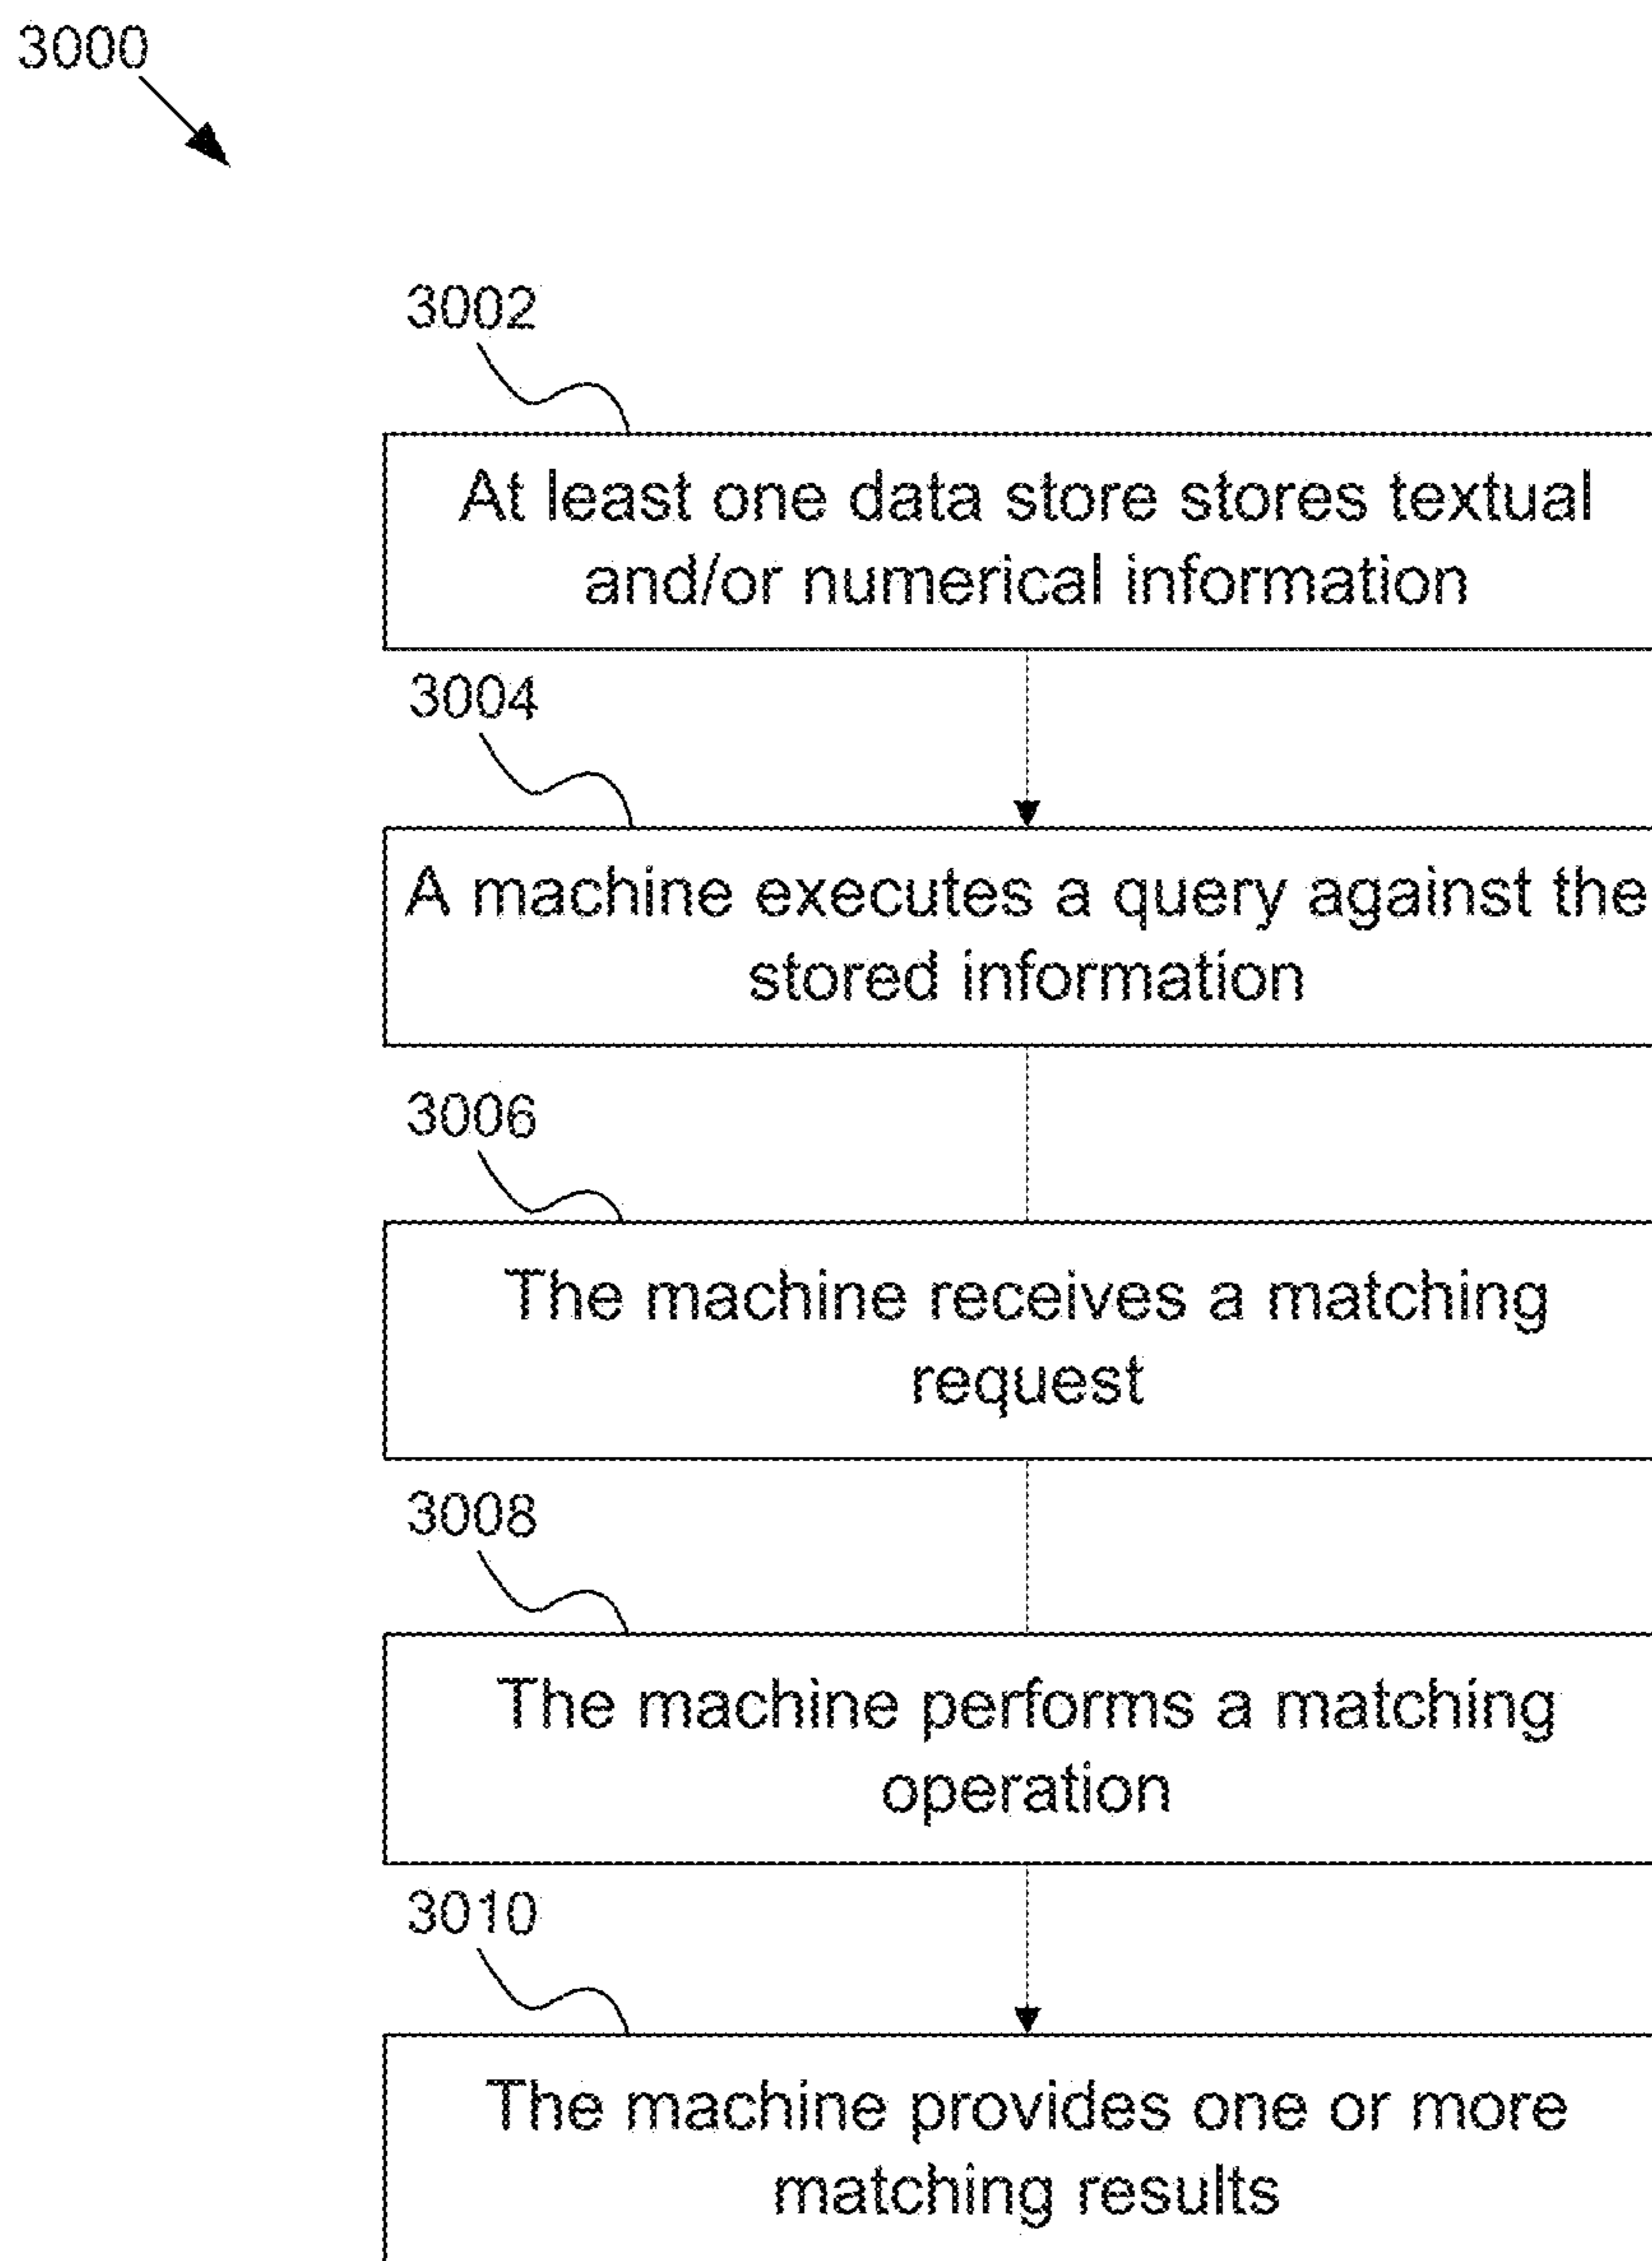 3000
3002
At least one data store stores textual
and/or numerical information
3004
A machine executes a query against the
stored information
3006
The machine receives a matching
request
3008
The machine performs a matching
operation
3010
The machine provides one or more
matching results